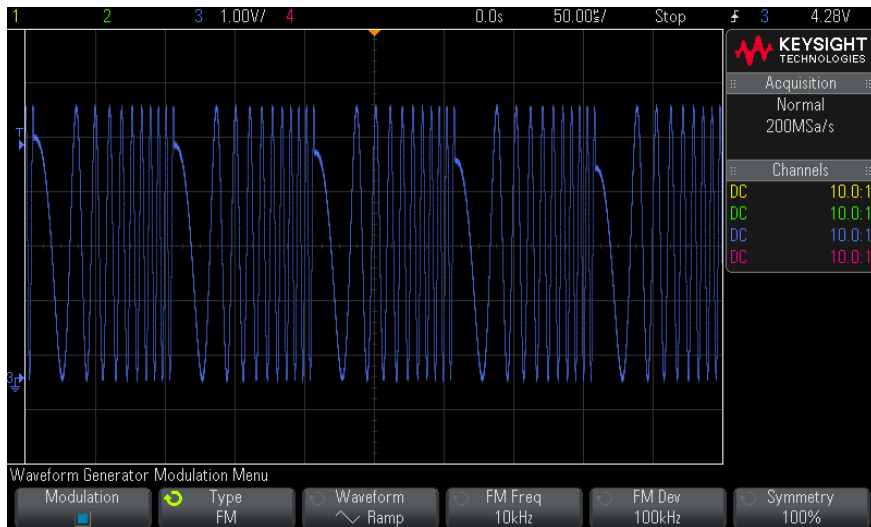 1 2 3 1.00V/ 4 0.0s 50.00㎲/ Stop 3 4.28V
KEYSIGHT
TECHNOLOGIES
Acquisition
Normal
200MSa/s
Channels
DC 10.0:1
DC 10.0:1
DC 10.0:1
DC 10.0:1
T
3
Waveform Generator Modulation Menu
Modulation
Type
FM
Waveform
Ramp
FM Freq
10kHz
FM Dev
100kHz
Symmetry
100%